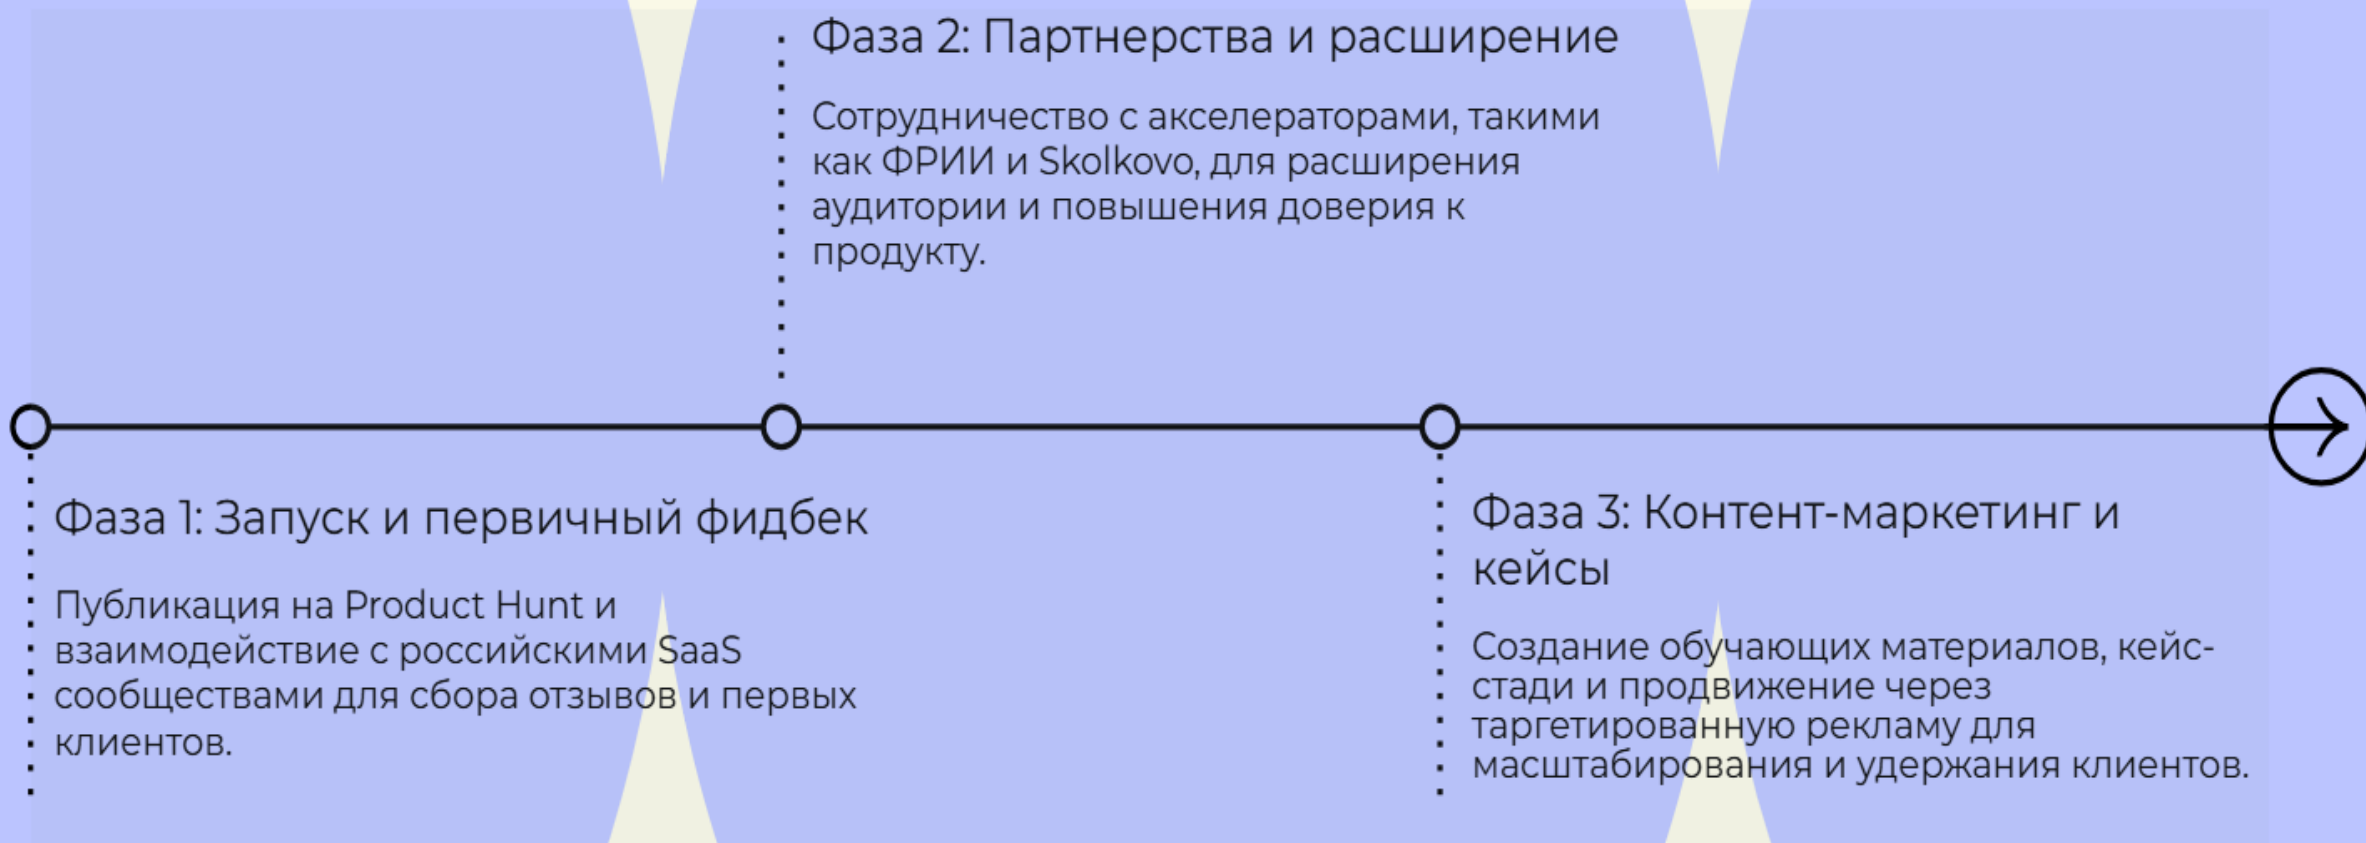 Фаза 2: Партнерства и расширение
Сотрудничество с акселераторами, такими
как ФРИИ и Skolkovo, для расширения
аудитории и повышения доверия к
продукту.
Фаза 1: Запуск и первичный фидбек
Публикация на Product Hunt и
взаимодействие с российскими SaaS
сообществами для сбора отзывов и первых
клиентов.
Фаза 3: Контент-маркетинг и
кейсы
Создание обучающих материалов, кейс-
стади и продвижение через
таргетированную рекламу для
масштабирования и удержания клиентов.